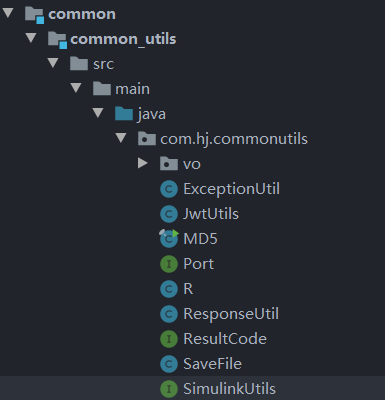 common
common_utils
src
main
java
com.hj.commonutils
vo
ExceptionUtil
JwtUtils
MD5
Port
R
ResponseUtil
ResultCode
SaveFile
SimulinkUtils